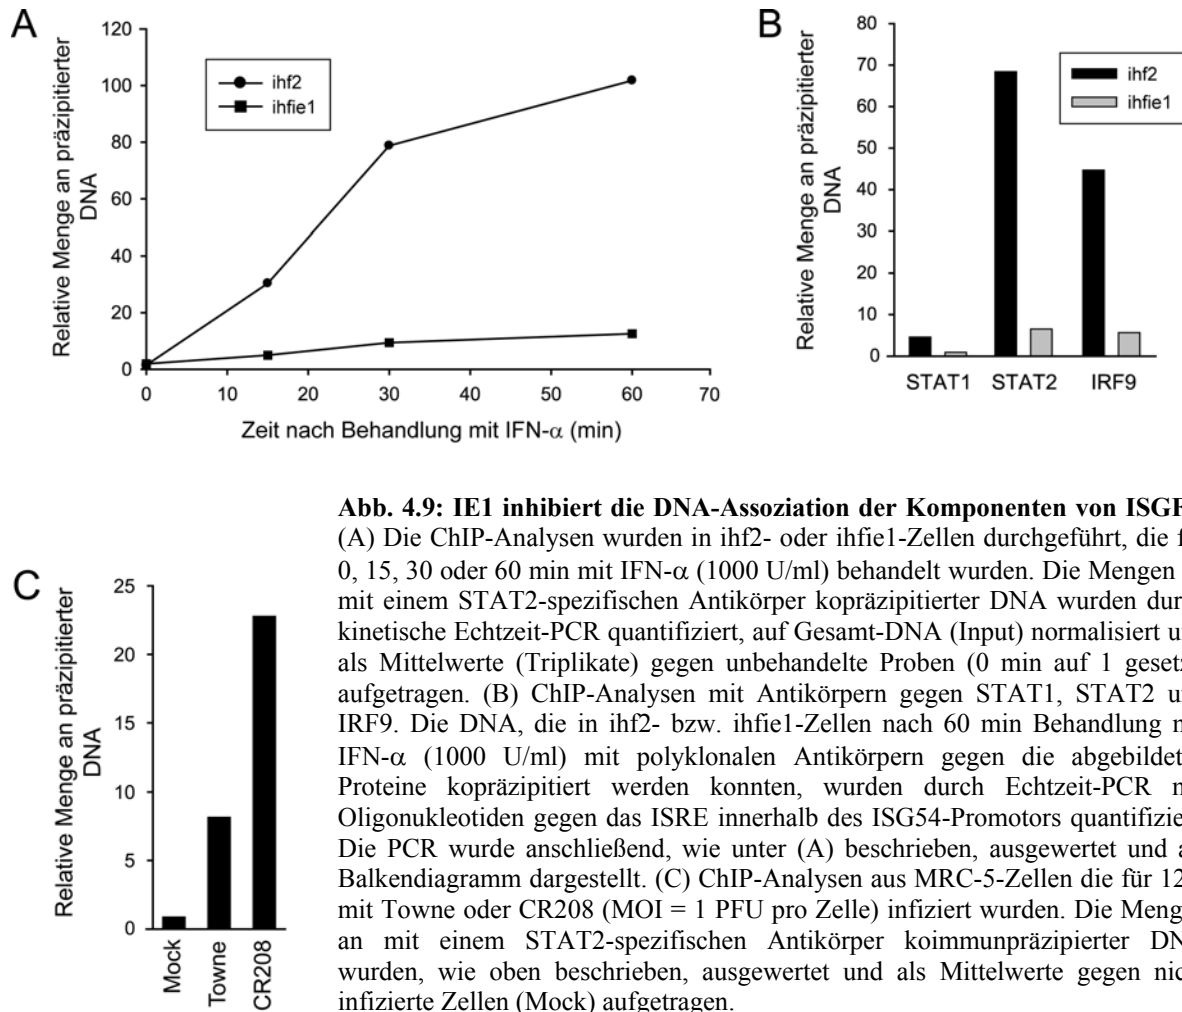 A
120
100
80
60
40
20
0
Relative Menge an präzipitierter
DNA
ihf2
ihfie1
0 10 20 30 40 50 60 70
Zeit nach Behandlung mit IFN-α (min)
B
80
70
60
50
40
30
20
10
0
Relative Menge an präzipitierter
DNA
ihf2
ihfie1
STAT1 STAT2 IRF9
C
25
20
15
10
5
0
Relative Menge an präzipitierter
DNA
Mock
Towne
CR208
Abb. 4.9: IE1 inhibiert die DNA-Assoziation der Komponenten von
(A) Die ChIP-Analysen wurden in ihf2- oder ihfie1-Zellen durchgeführt, die
0, 15, 30 oder 60 min mit IFN-α (1000 U/ml) behandelt wurden. Die Mengen
mit einem STAT2-spezifischen Antikörper kopräzipitierter DNA wurden
kinetische Echtzeit-PCR quantifiziert, auf Gesamt-DNA (Input) normalisiert
als Mittelwerte (Triplikate) gegen unbehandelte Proben (0 min auf 1
aufgetragen. (B) ChIP-Analysen mit Antikörpern gegen STAT1, STAT2
IRF9. Die DNA, die in ihf2- bzw. ihfie1-Zellen nach 60 min Behandlung
IFN-α (1000 U/ml) mit polyklonalen Antikörpern gegen die
Proteine kopräzipitiert werden konnten, wurden durch Echtzeit-PCR
Oligonukleotiden gegen das ISRE innerhalb des ISG54-Promotors
Die PCR wurde anschließend, wie unter (A) beschrieben, ausgewertet und
Balkendiagramm dargestellt. (C) ChIP-Analysen aus MRC-5-Zellen die für 12
mit Towne oder CR208 (MOI = 1 PFU pro Zelle) infiziert wurden. Die
an mit einem STAT2-spezifischen Antikörper koimmunpräzipierter
wurden, wie oben beschrieben, ausgewertet und als Mittelwerte gegen
infizierte Zellen (Mock) aufgetragen.